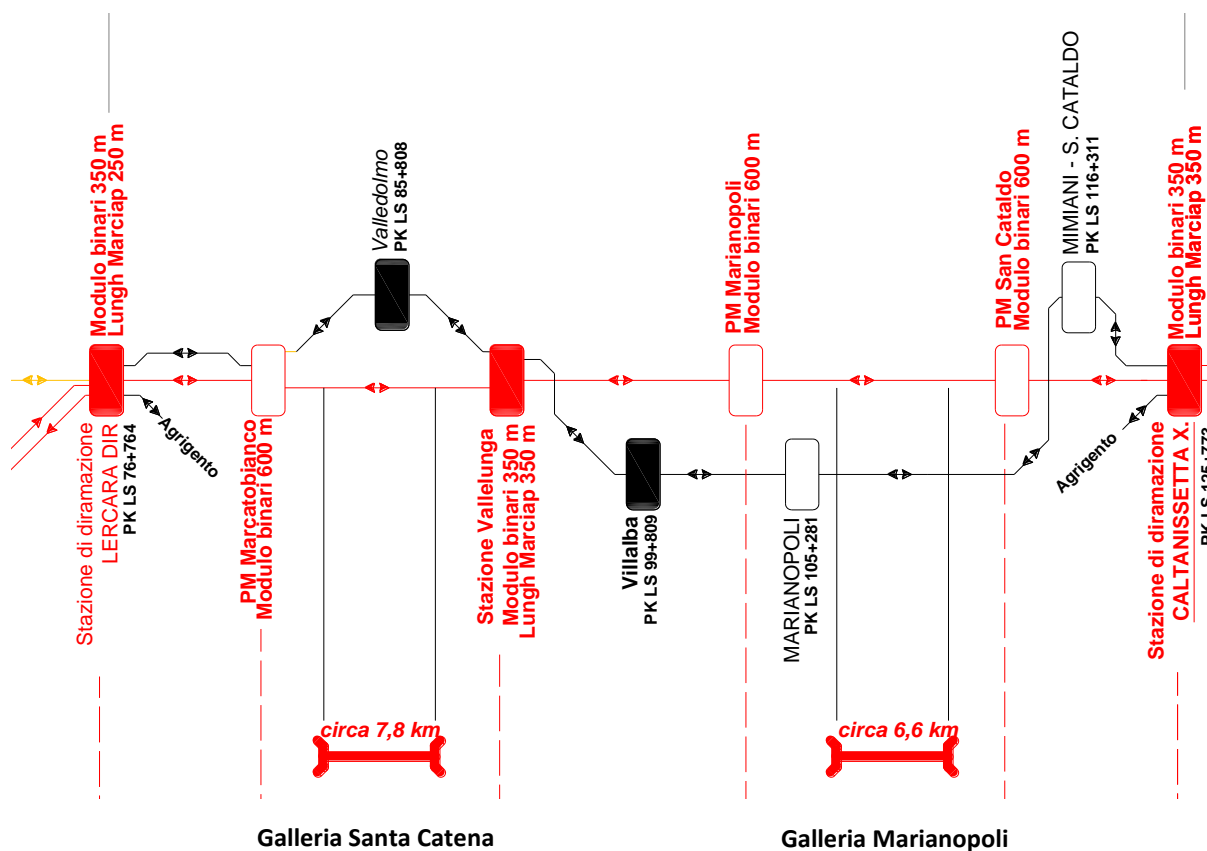 Modulo binari 350 m
Lungh Marciap 250 m
Stazione di diramazione
LERCARA DIR
PK LS 76+764
Agrigento
PM Marcatobianco
Modulo binari 600 m
Valledolmo
PK LS 85+808
Stazione Vallelunga
Modulo binari 350 m
Lungh Marciap 350 m
Villalba
PK LS 99+809
PM Marianopoli
Modulo binari 600 m
MARIANOPOLI
PK LS 105+281
PM San Cataldo
Modulo binari 600 m
MIMIANI - S. CATALDO
PK LS 116+311
Modulo binari 350 m
Lungh Marciap 350 m
Agrigento
Stazione di diramazione
CALTANISSETTA X.
PK LS 125+773
circa 7,8 km
circa 6,6 km
Galleria Santa Catena
Galleria Marianopoli